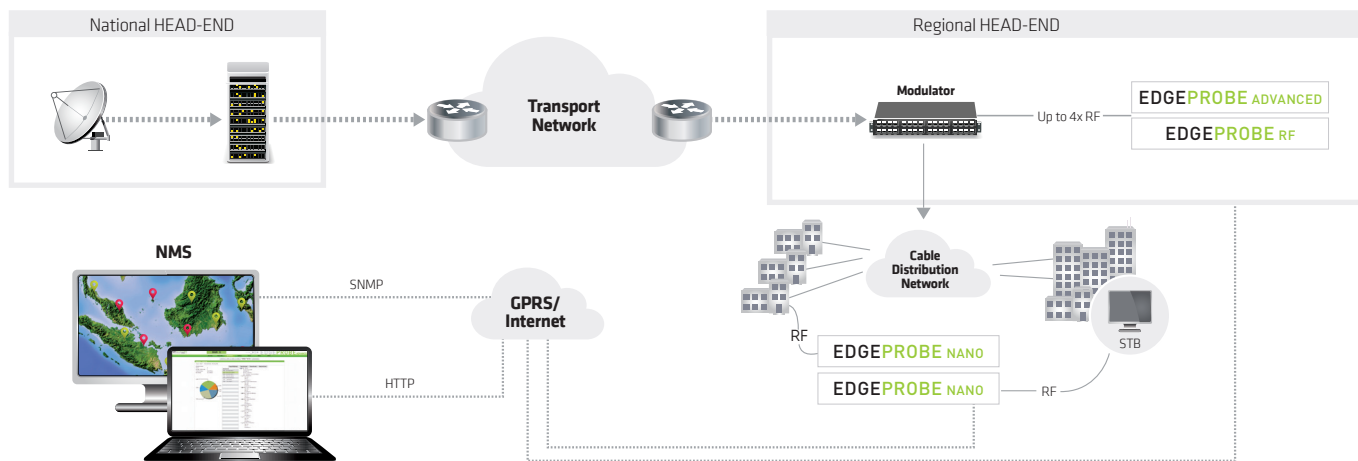 National HEAD-END
Regional HEAD-END
Transport
Network
Modulator
Up to 4x RF
EDGEPROBE ADVANCED
EDGEPROBE RF
NMS
SNMP
HTTP
GPRS/
Internet
Cable
Distribution
Network
STB
RF
EDGEPROBE NANO
EDGEPROBE NANO
RF